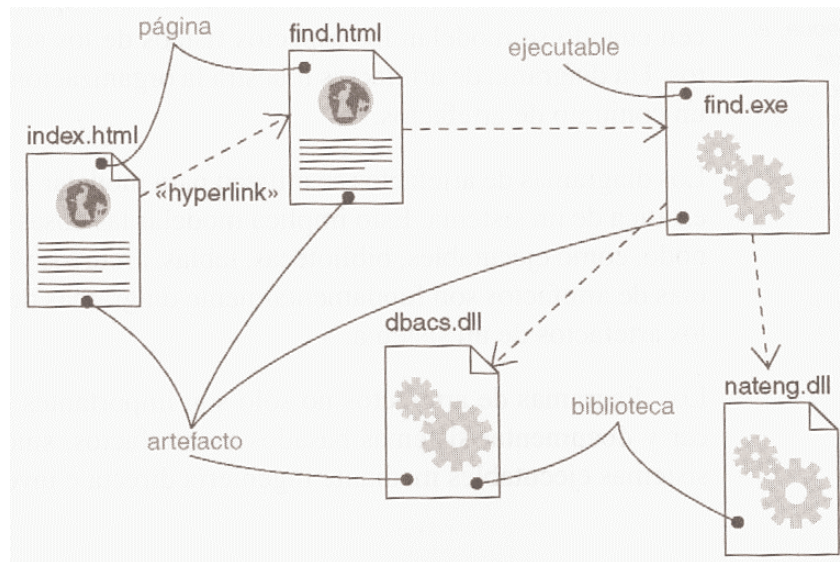 página
find.html
ejecutable
find.exe
index.html
«hyperlink»
dbacs.dll
nateng.dll
biblioteca
artefacto